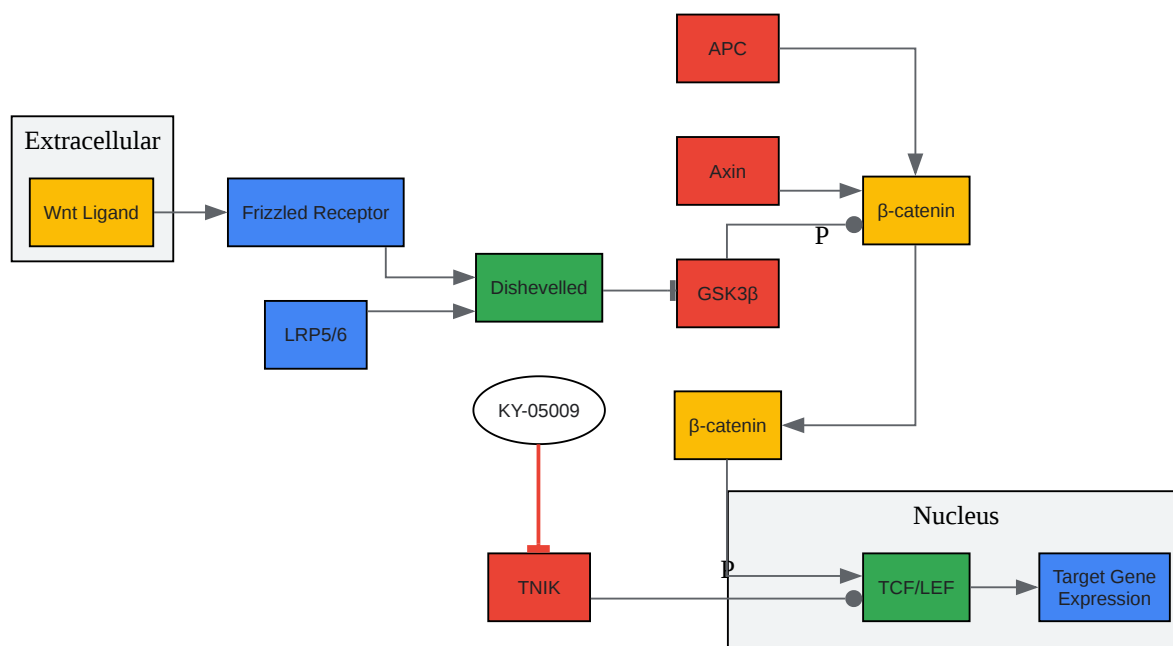 APC
Extracellular
Axin
Wnt Ligand
Frizzled Receptor
β-catenin
P
Dishevelled
GSK3β
LRP5/6
KY-05009
β-catenin
Nucleus
P
TNIK
TCF/LEF
Target Gene
Expression